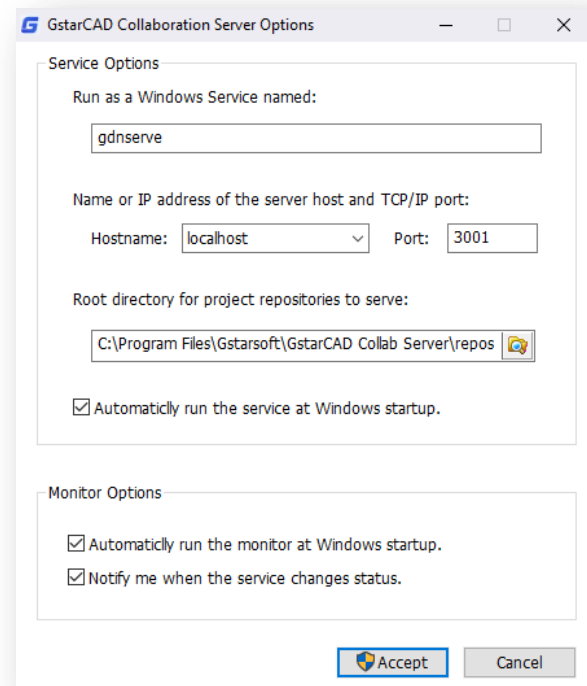 GstarCAD Collaboration Server Options
Service Options
Run as a Windows Service named:
gdnserve
Name or IP address of the server host and TCP/IP port:
Hostname: localhost Port: 3001
Root directory for project repositories to serve:
C:\Program Files\Gstarsoft\GstarCAD Collab Server\repos
Automaticlly run the service at Windows startup.
Monitor Options
Automaticlly run the monitor at Windows startup.
Notify me when the service changes status.
Accept Cancel